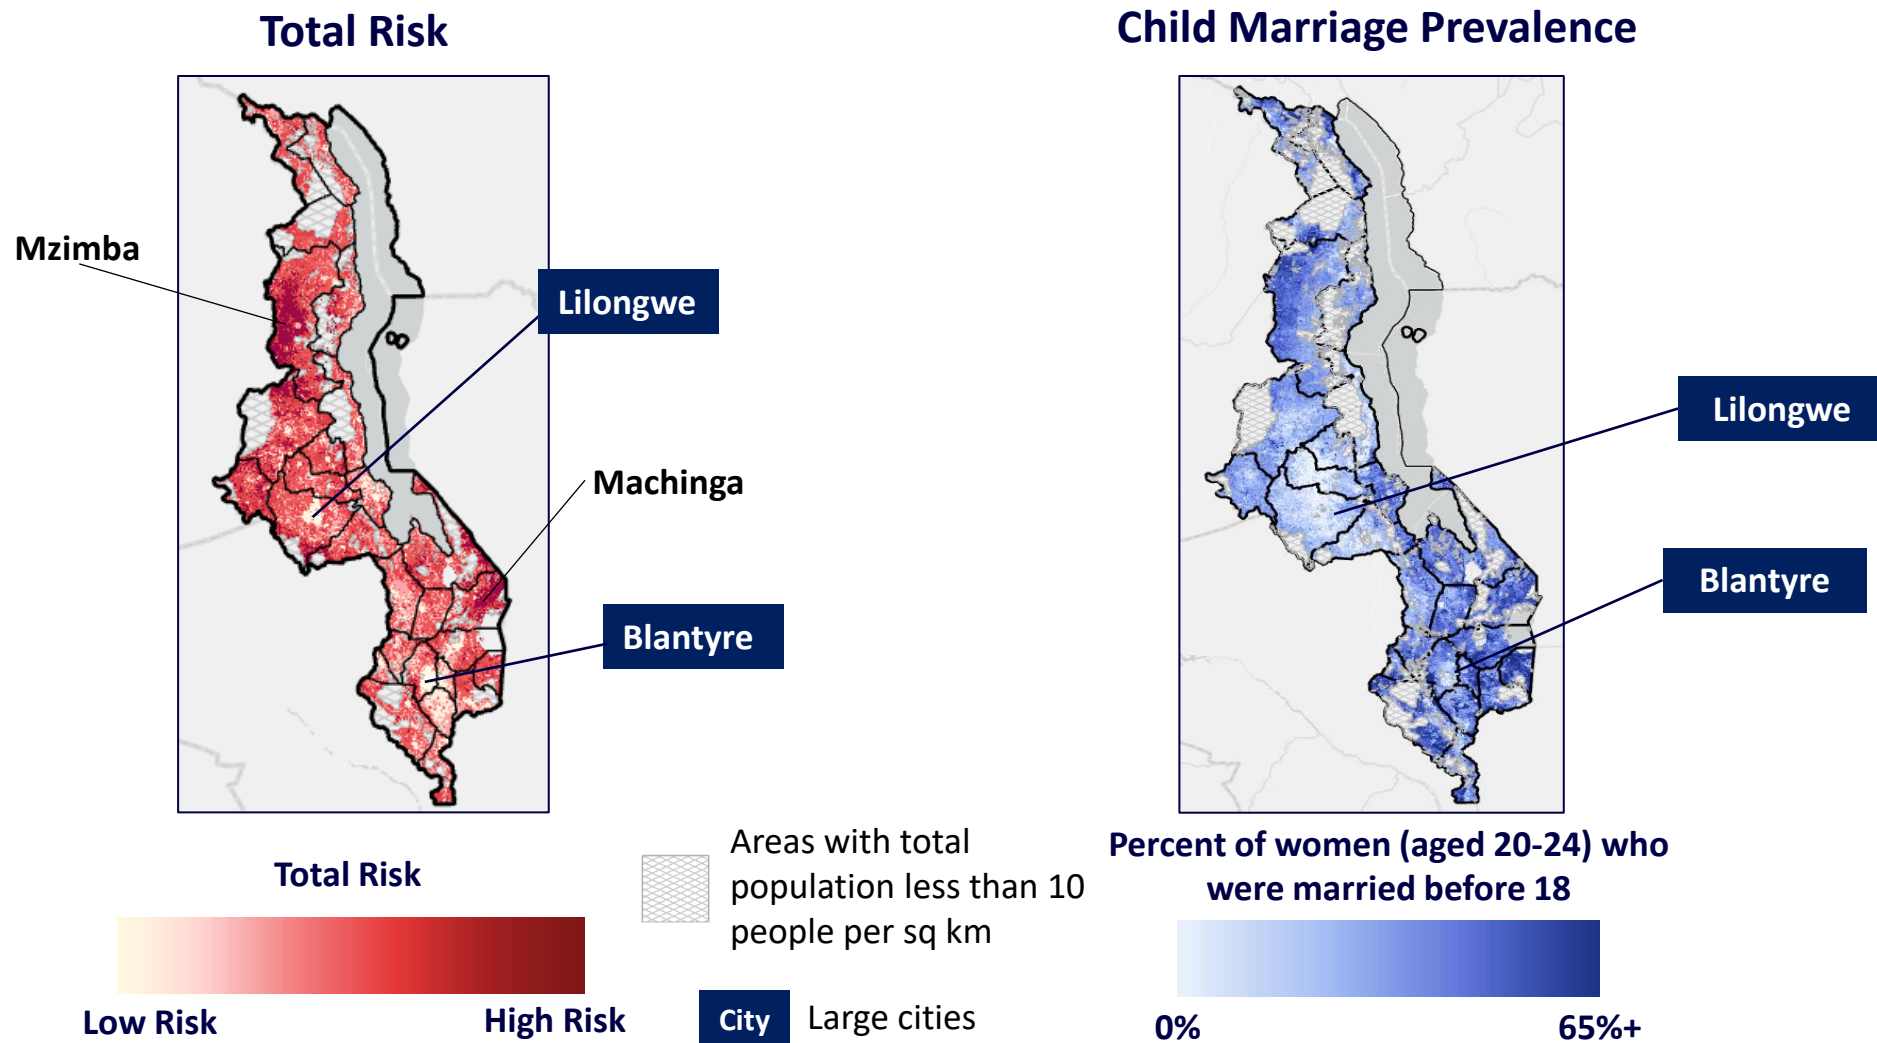 Total Risk
Child Marriage Prevalence
Mzimba
Lilongwe
Machinga
Blantyre
Lilongwe
Blantyre
Total Risk
Low Risk
High Risk
Areas with total
population less than 10
people per sq km
City
Large cities
Percent of women (aged 20-24) who
were married before 18
0%
65%+